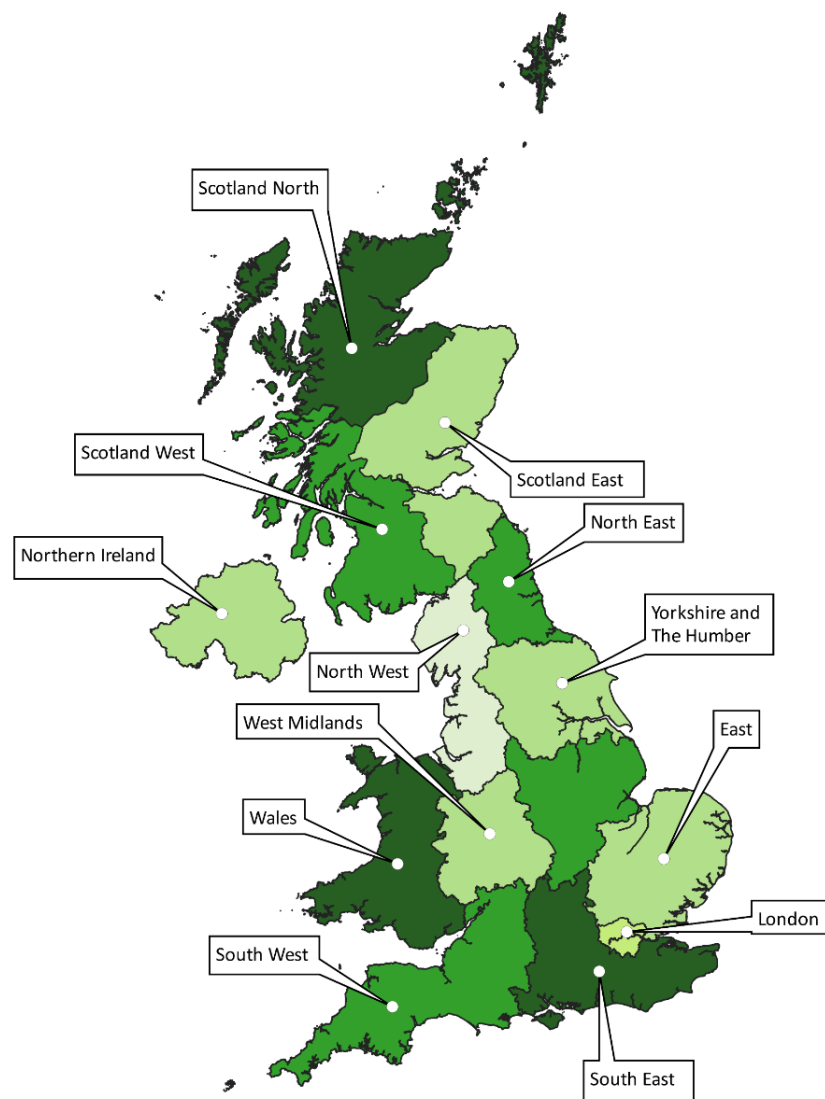 Scotland North
Scotland West
Scotland East
North East
Northern Ireland
Yorkshire and
The Humber
North West
West Midlands
East
Wales
London
South West
South East